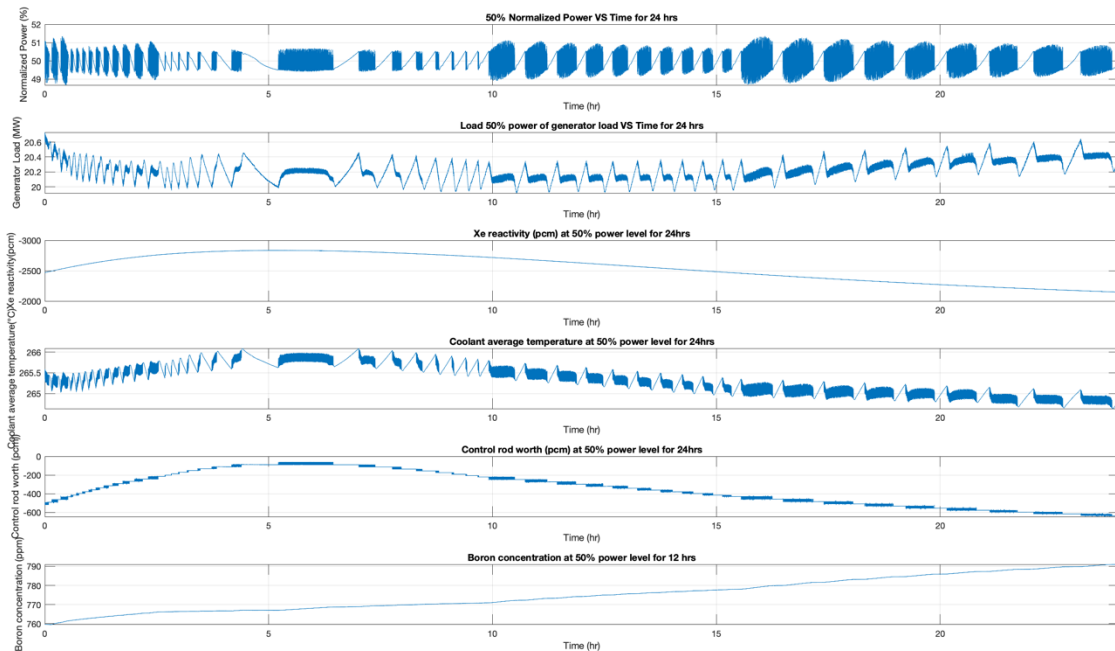 50% Normalized Power VS Time for 24 hrs
Normalized Power (%)
52
51
50
49
0 5 10 15 20
Time (hr)
Load 50% power of generator load VS Time for 24 hrs
Generator Load (MW)
20.6
20.4
20.2
20
0 5 10 15 20
Time (hr)
Xe reactivity (pcm) at 50% power level for 24hrs
Xe reactivity(pcm)
-3000
-2500
-2000
0 5 10 15 20
Time (hr)
Coolant average temperature at 50% power level for 24hrs
Coolant average temperature(°C)
266
265.5
265
0 5 10 15 20
Time (hr)
Control rod worth (pcm) at 50% power level for 24hrs
Control rod worth (pcm)
0
-200
-400
-600
0 5 10 15 20
Time (hr)
Boron concentration at 50% power level for 12 hrs
Boron concentration (ppm)
790
780
770
760
0 5 10 15 20
Time (hr)